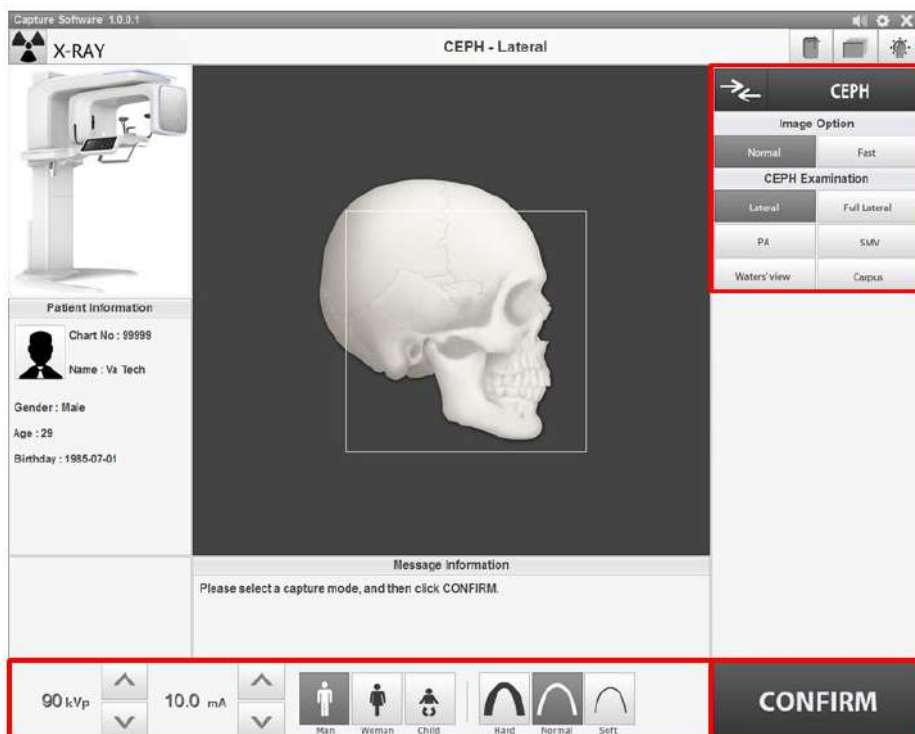 Capture Software 1.0.0.1
X-RAY
CEPH - Lateral
CEPH
Image Option
Normal Fast
CEPH Examination
Lateral Full Lateral
PA SMV
Waters' view Carpus
Patient Information
Chart No : 99999
Name : Va Tech
Gender : Male
Age : 29
Birthday : 1985-07-01
Message Information
Please select a capture mode, and then click CONFIRM.
90 kVp 10.0 mA
Man Woman Child Hard Normal Soft
CONFIRM